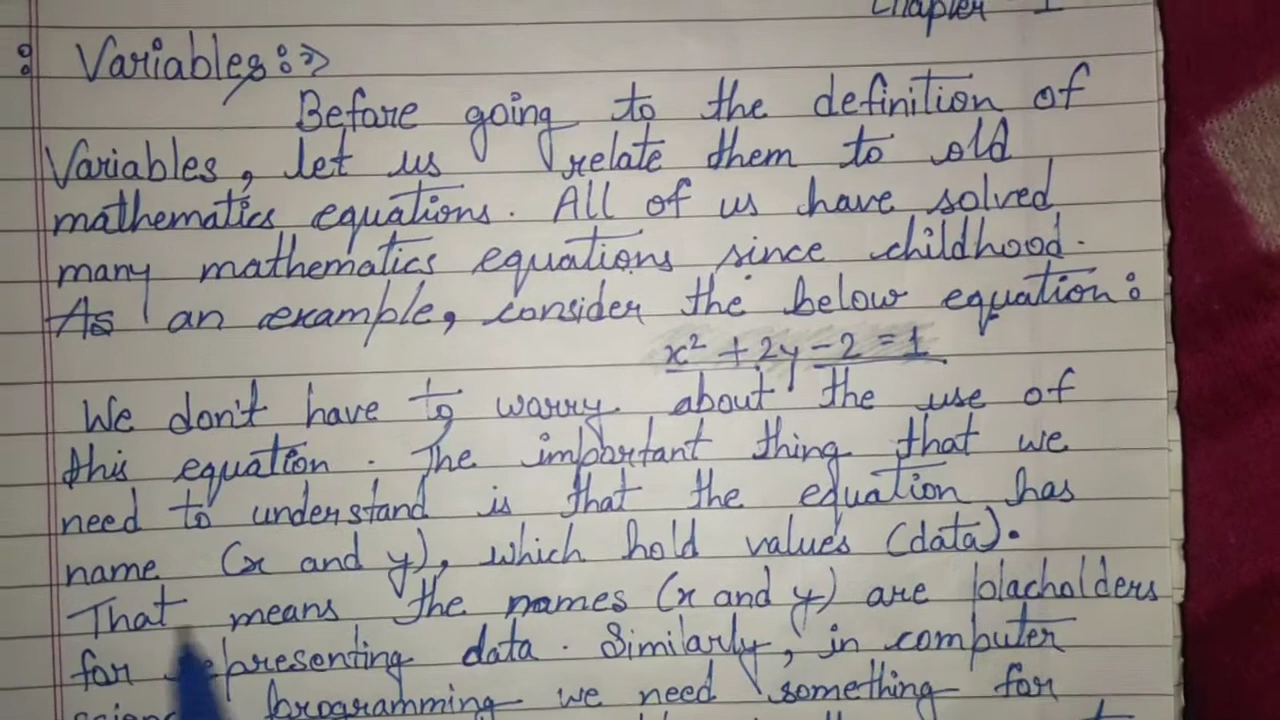 Chapter - 1
: Variables :⇒
Before going to the definition of
Variables, let us relate them to old
mathematics equations. All of us have solved
many mathematics equations since childhood.
As an example, consider the below equation:
x² + 2y - 2 = 1
We don't have to worry about the use of
this equation. The important thing that we
need to understand is that the equation has
name (x and y), which hold values (data).
That means the names (x and y) are placholders
for representing data. Similarly, in computer
programming we need something for